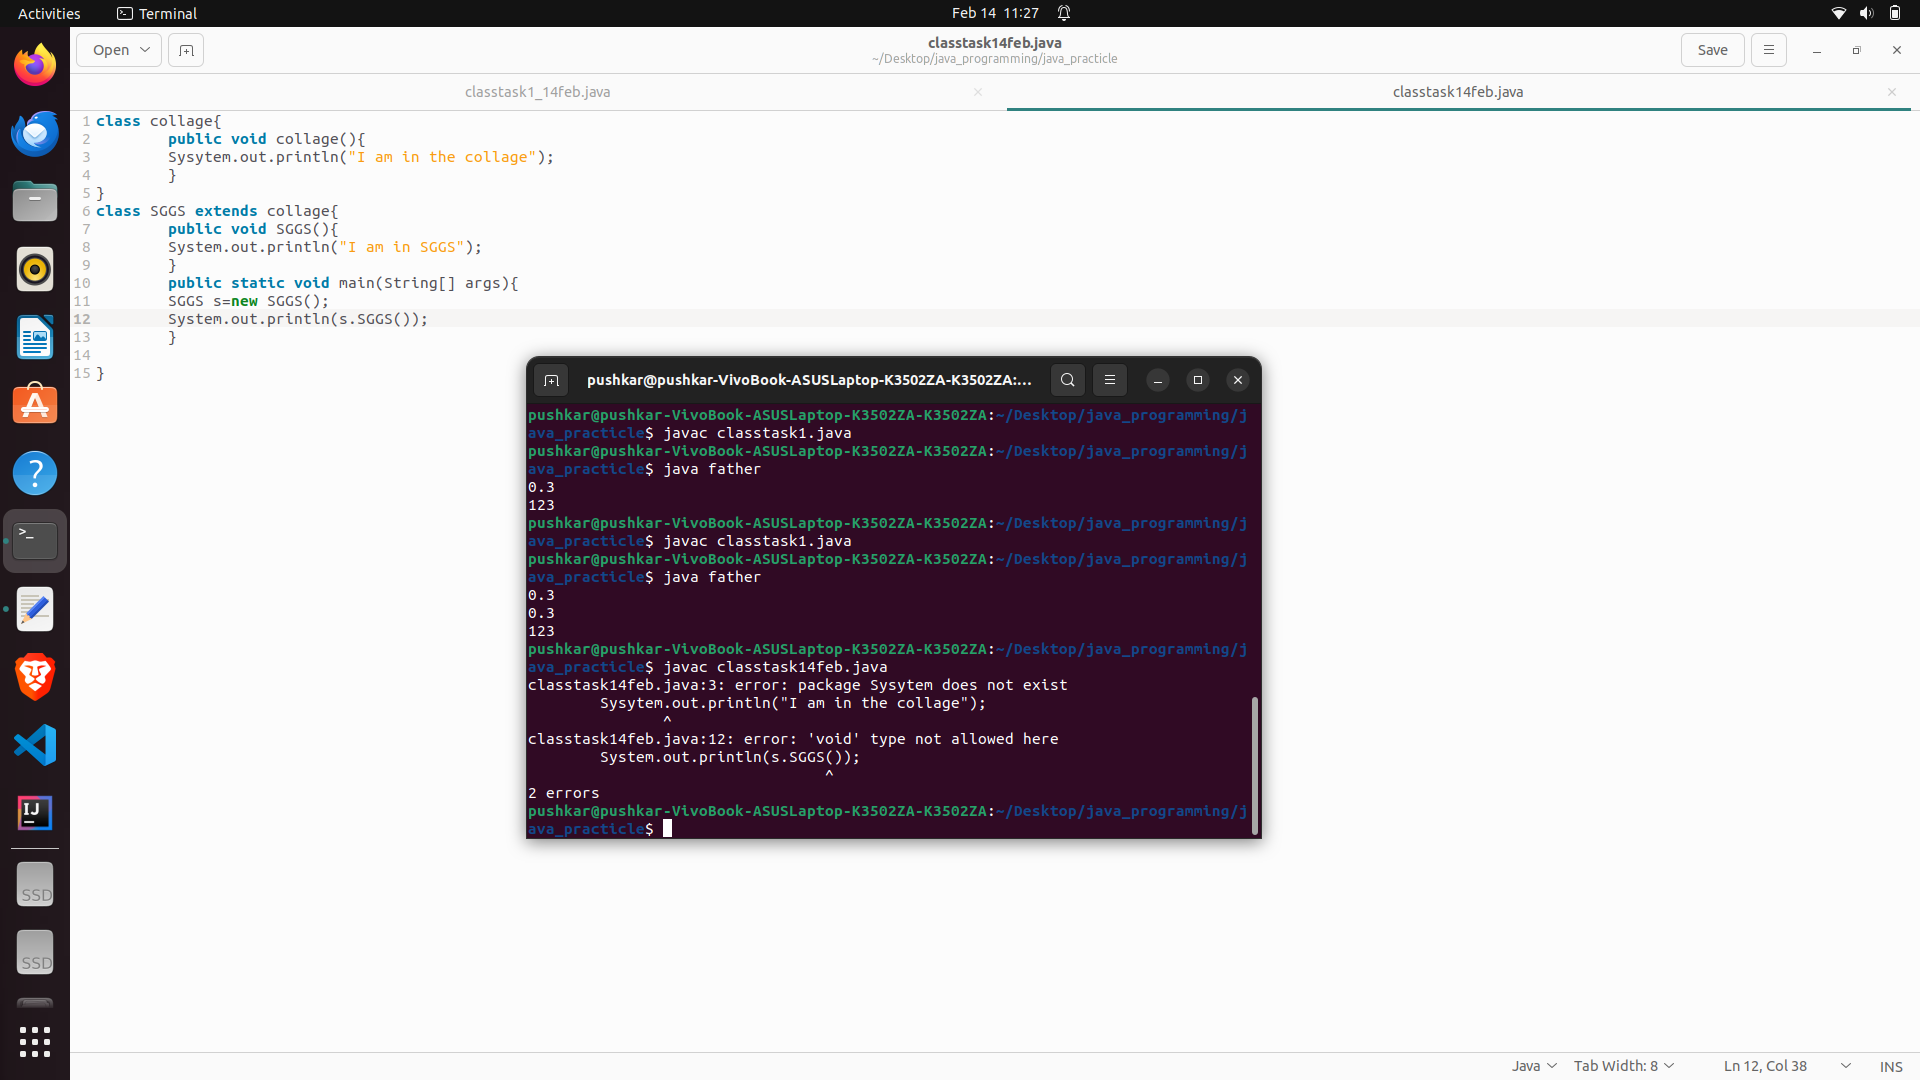 Activities
Terminal
Feb 14 11:27
Open
classtask14feb.java
~/Desktop/java_programming/java_practicle
Save
classtask1_14feb.java
classtask14feb.java
1 class collage{
2 public void collage(){
3 Sysytem.out.println("I am in the collage");
4 }
5 }
6 class SGGS extends collage{
7 public void SGGS(){
8 System.out.println("I am in SGGS");
9 }
10 public static void main(String[] args){
11 SGGS s=new SGGS();
12 System.out.println(s.SGGS());
13 }
14
15 }
pushkar@pushkar-VivoBook-ASUSLaptop-K3502ZA-K3502ZA:...
pushkar@pushkar-VivoBook-ASUSLaptop-K3502ZA-K3502ZA:~/Desktop/java_programming/j
ava_practicle$ javac classtask1.java
pushkar@pushkar-VivoBook-ASUSLaptop-K3502ZA-K3502ZA:~/Desktop/java_programming/j
ava_practicle$ java father
0.3
123
pushkar@pushkar-VivoBook-ASUSLaptop-K3502ZA-K3502ZA:~/Desktop/java_programming/j
ava_practicle$ javac classtask1.java
pushkar@pushkar-VivoBook-ASUSLaptop-K3502ZA-K3502ZA:~/Desktop/java_programming/j
ava_practicle$ java father
0.3
0.3
123
pushkar@pushkar-VivoBook-ASUSLaptop-K3502ZA-K3502ZA:~/Desktop/java_programming/j
ava_practicle$ javac classtask14feb.java
classtask14feb.java:3: error: package Sysytem does not exist
Sysytem.out.println("I am in the collage");
^
classtask14feb.java:12: error: 'void' type not allowed here
System.out.println(s.SGGS());
^
2 errors
pushkar@pushkar-VivoBook-ASUSLaptop-K3502ZA-K3502ZA:~/Desktop/java_programming/j
ava_practicle$
>_
IJ
SSD
SSD
Java
Tab Width: 8
Ln 12, Col 38
INS